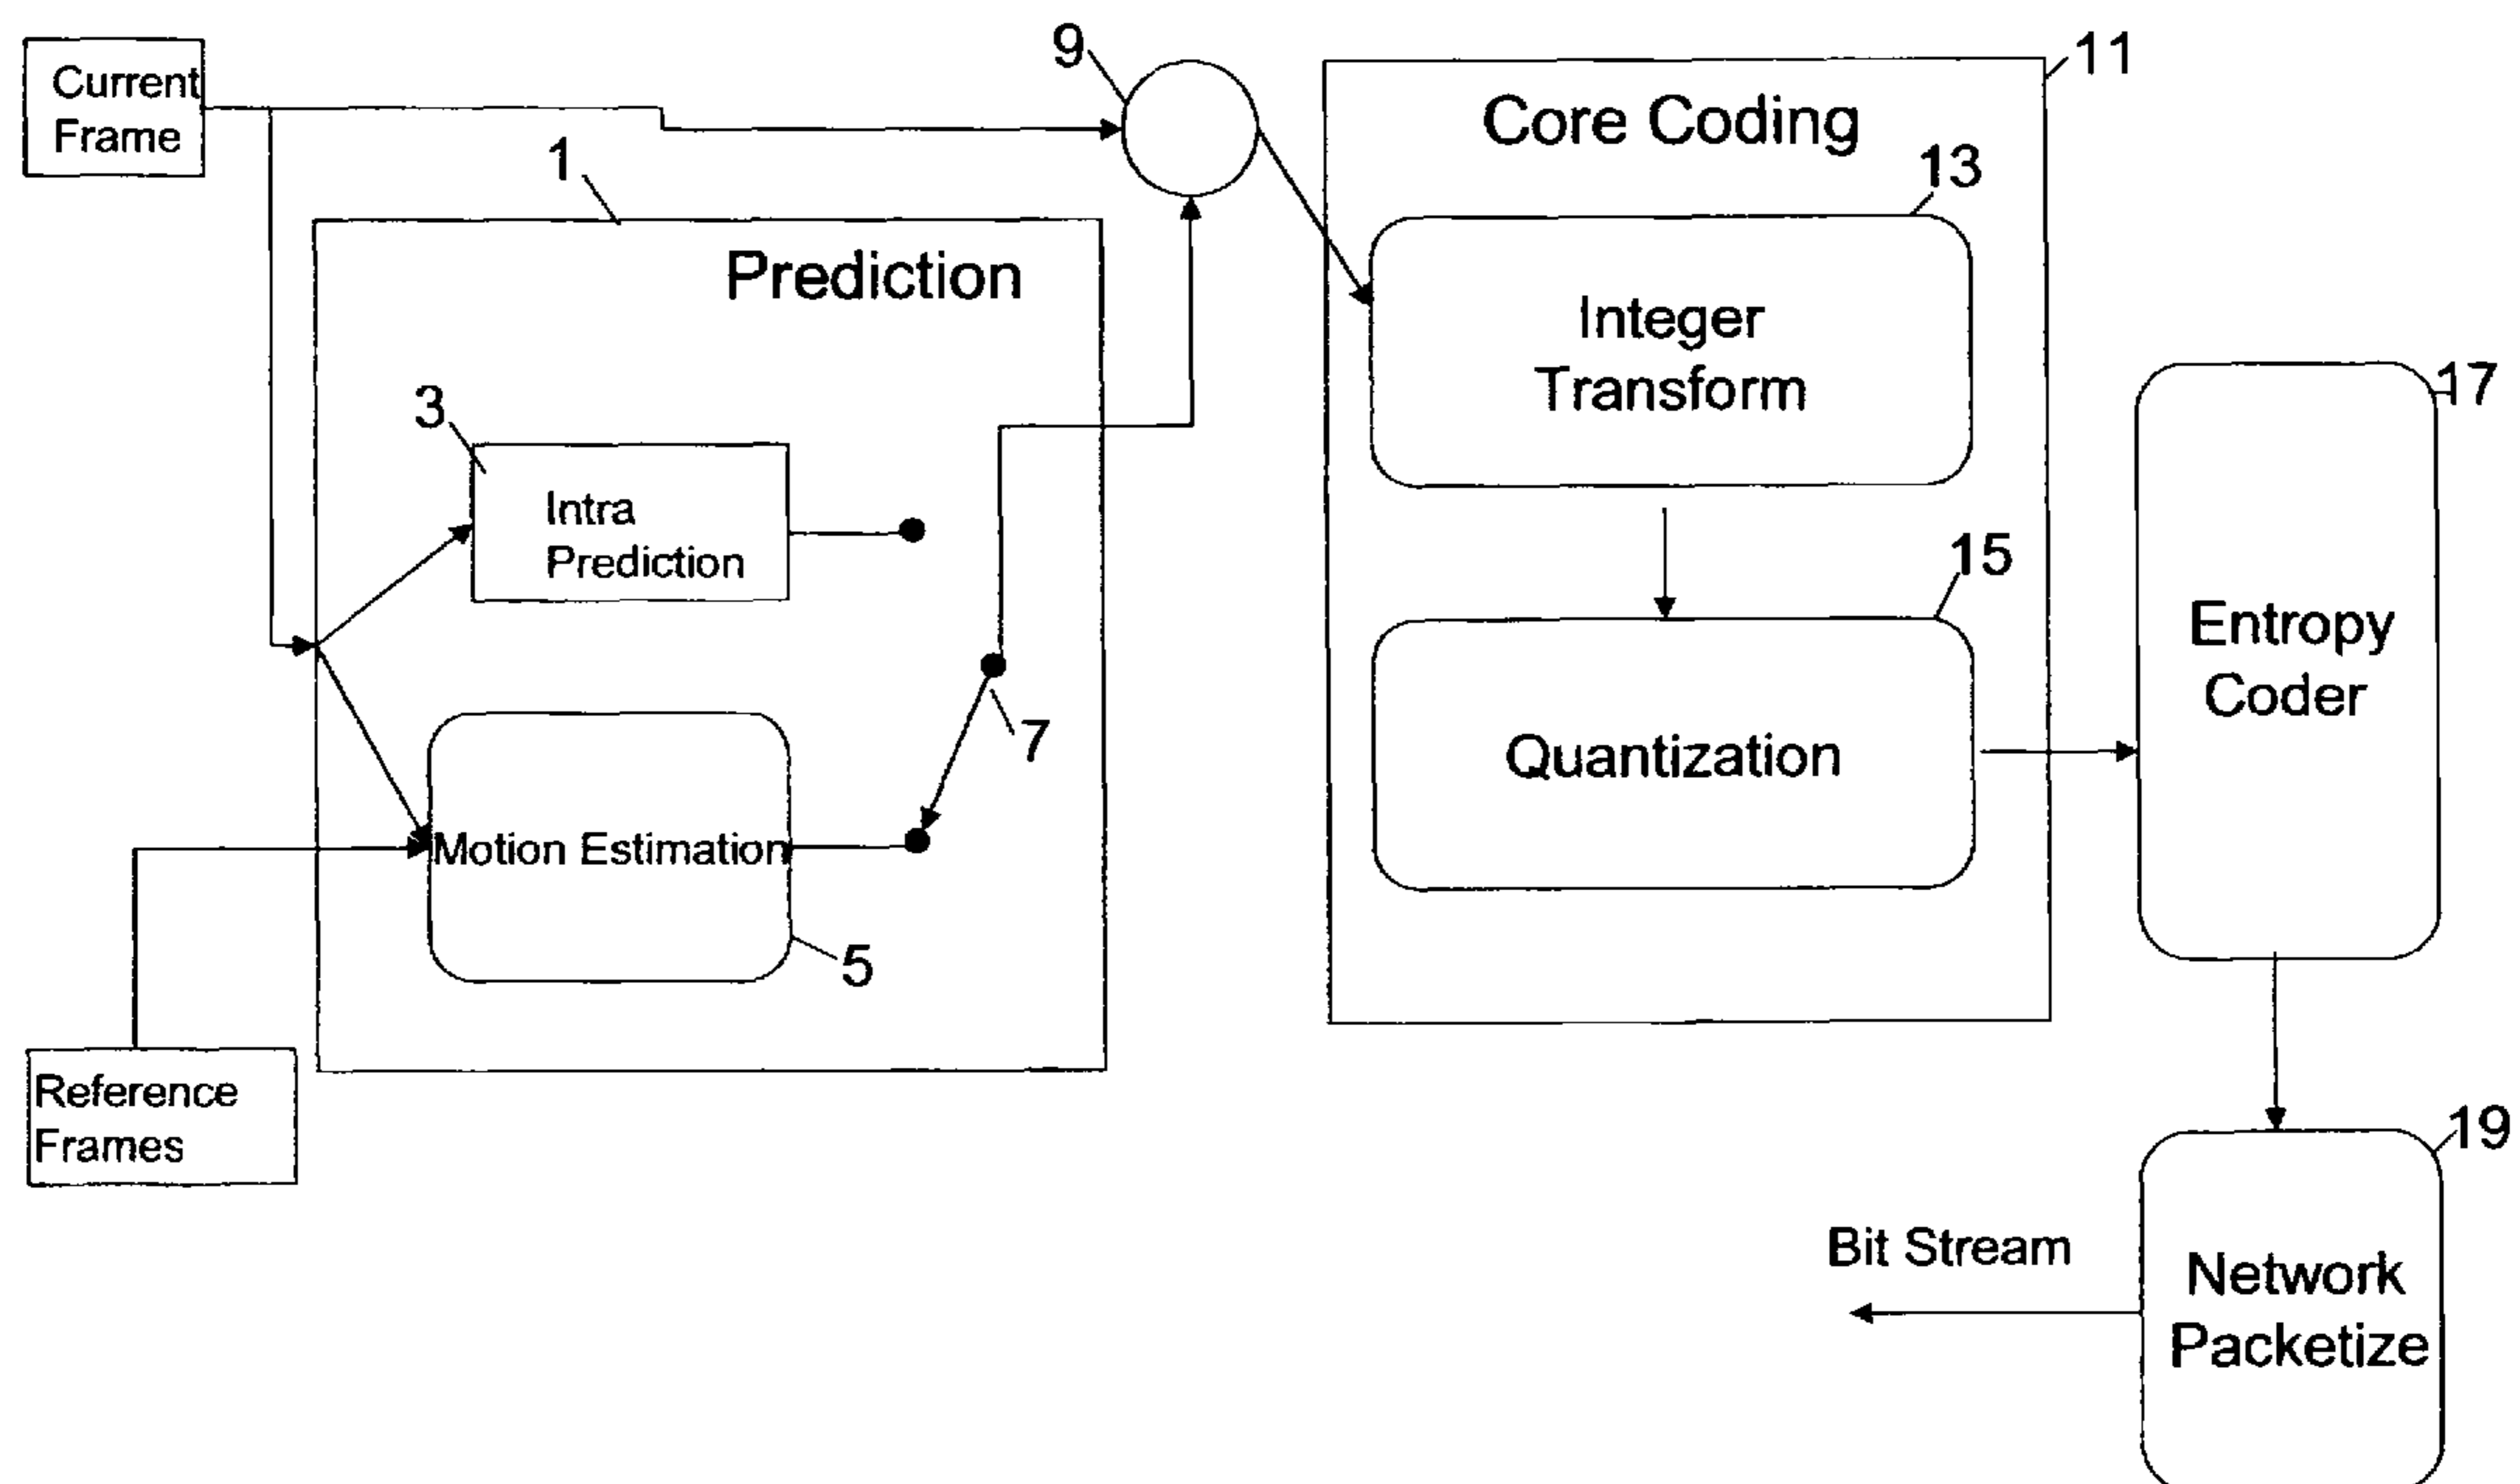 Current
Frame
9
11
Core Coding
1
13
Prediction
Integer
Transform
3
17
Intra
Prediction
15
Entropy
Coder
7
Quantization
Motion Estimation
5
Reference
Frames
19
Bit Stream
Network
Packetize